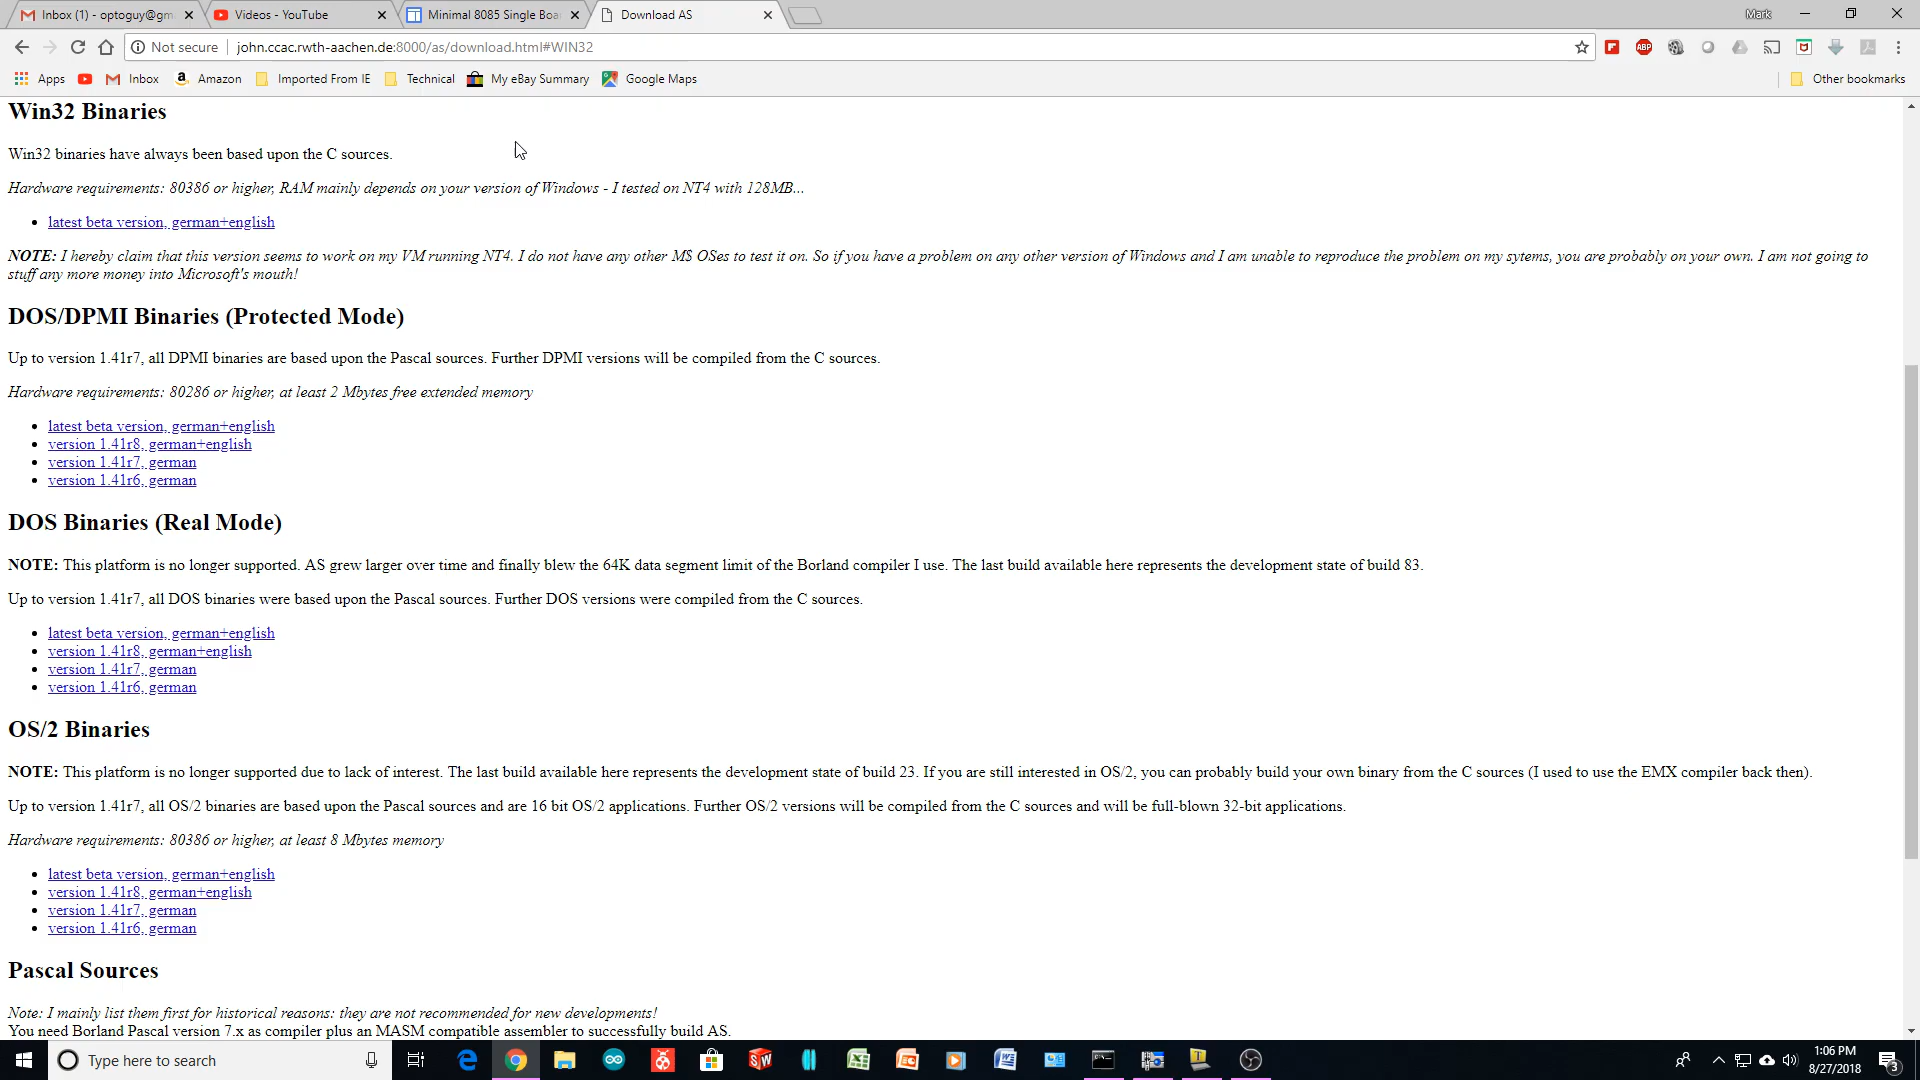 Inbox (1) - optoguy@gm
Videos - YouTube
Minimal 8085 Single Boa
Download AS
Mark
Not secure
john.ccac.rwth-aachen.de:8000/as/download.html#WIN32
ABP
Apps
Inbox
Amazon
Imported From IE
Technical
My eBay Summary
Google Maps
Other bookmarks
Win32 Binaries
Win32 binaries have always been based upon the C sources.
Hardware requirements: 80386 or higher, RAM mainly depends on your version of Windows - I tested on NT4 with 128MB...
latest beta version, german+english
NOTE: I hereby claim that this version seems to work on my VM running NT4. I do not have any other M$ OSes to test it on. So if you have a problem on any other version of Windows and I am unable to reproduce the problem on my sytems, you are probably on your own. I am not going to
stuff any more money into Microsoft's mouth!
DOS/DPMI Binaries (Protected Mode)
Up to version 1.41r7, all DPMI binaries are based upon the Pascal sources. Further DPMI versions will be compiled from the C sources.
Hardware requirements: 80286 or higher, at least 2 Mbytes free extended memory
latest beta version, german+english
version 1.41r8, german+english
version 1.41r7, german
version 1.41r6, german
DOS Binaries (Real Mode)
NOTE: This platform is no longer supported. AS grew larger over time and finally blew the 64K data segment limit of the Borland compiler I use. The last build available here represents the development state of build 83.
Up to version 1.41r7, all DOS binaries were based upon the Pascal sources. Further DOS versions were compiled from the C sources.
latest beta version, german+english
version 1.41r8, german+english
version 1.41r7, german
version 1.41r6, german
OS/2 Binaries
NOTE: This platform is no longer supported due to lack of interest. The last build available here represents the development state of build 23. If you are still interested in OS/2, you can probably build your own binary from the C sources (I used to use the EMX compiler back then).
Up to version 1.41r7, all OS/2 binaries are based upon the Pascal sources and are 16 bit OS/2 applications. Further OS/2 versions will be compiled from the C sources and will be full-blown 32-bit applications.
Hardware requirements: 80386 or higher, at least 8 Mbytes memory
latest beta version, german+english
version 1.41r8, german+english
version 1.41r7, german
version 1.41r6, german
Pascal Sources
Note: I mainly list them first for historical reasons: they are not recommended for new developments!
You need Borland Pascal version 7.x as compiler plus an MASM compatible assembler to successfully build AS.
Type here to search
SW
1:06 PM
8/27/2018
3